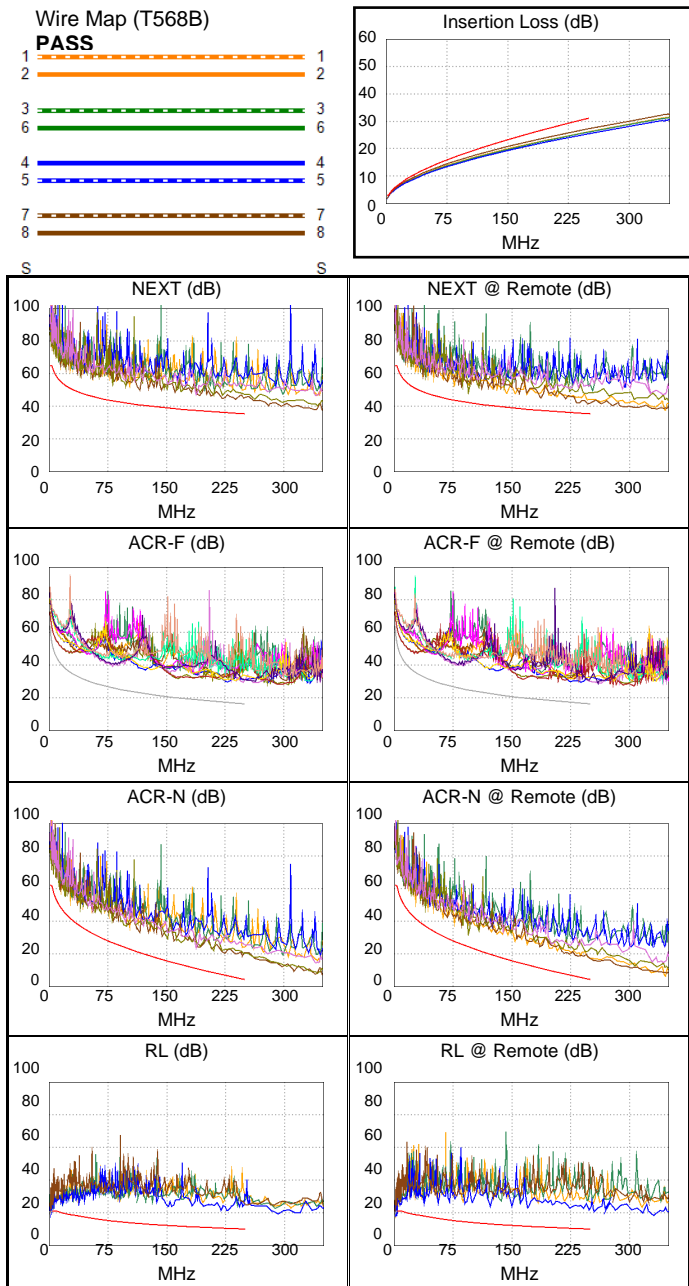 Wire Map (T568B)
PASS
1 1
2 2
3 3
6 6
4 4
5 5
7 7
8 8
S S
Insertion Loss (dB)
60
50
40
30
20
10
0
0 75 150 225 300
MHz
NEXT (dB)
100
80
60
40
20
0
0 75 150 225 300
MHz
NEXT @ Remote (dB)
100
80
60
40
20
0
0 75 150 225 300
MHz
ACR-F (dB)
100
80
60
40
20
0
0 75 150 225 300
MHz
ACR-F @ Remote (dB)
100
80
60
40
20
0
0 75 150 225 300
MHz
ACR-N (dB)
100
80
60
40
20
0
0 75 150 225 300
MHz
ACR-N @ Remote (dB)
100
80
60
40
20
0
0 75 150 225 300
MHz
RL (dB)
100
80
60
40
20
0
0 75 150 225 300
MHz
RL @ Remote (dB)
100
80
60
40
20
0
0 75 150 225 300
MHz